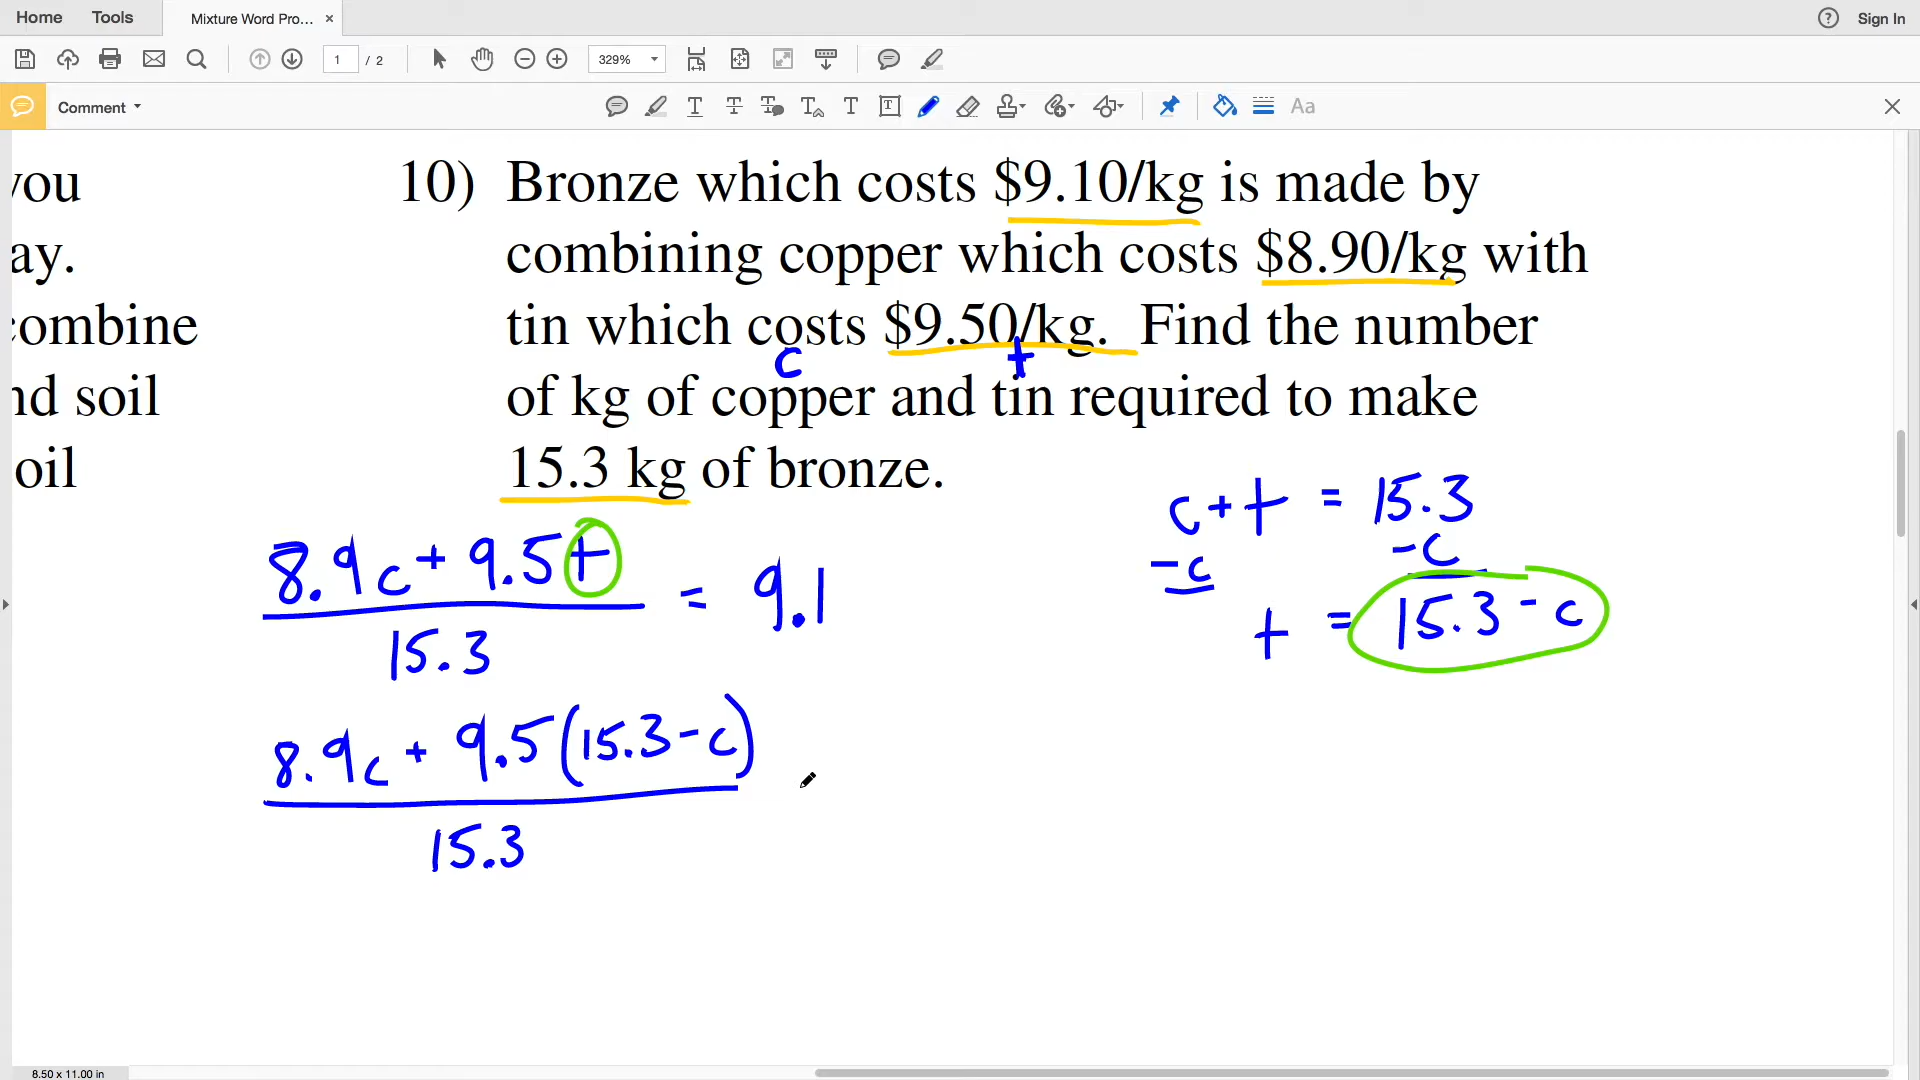 Home Tools Mixture Word Pro... × ? Sign In
1 / 2 329%
Comment T T T T T T Aa
you
ay.
combine
nd soil
oil
10) Bronze which costs $9.10/kg is made by
combining copper which costs $8.90/kg with
tin which costs $9.50/kg. Find the number
c t
of kg of copper and tin required to make
15.3 kg of bronze.
8.9c + 9.5t = 9.1
15.3
8.9c + 9.5(15.3-c)
15.3
c+t = 15.3
-c -c
t = 15.3 - c
8.50 x 11.00 in